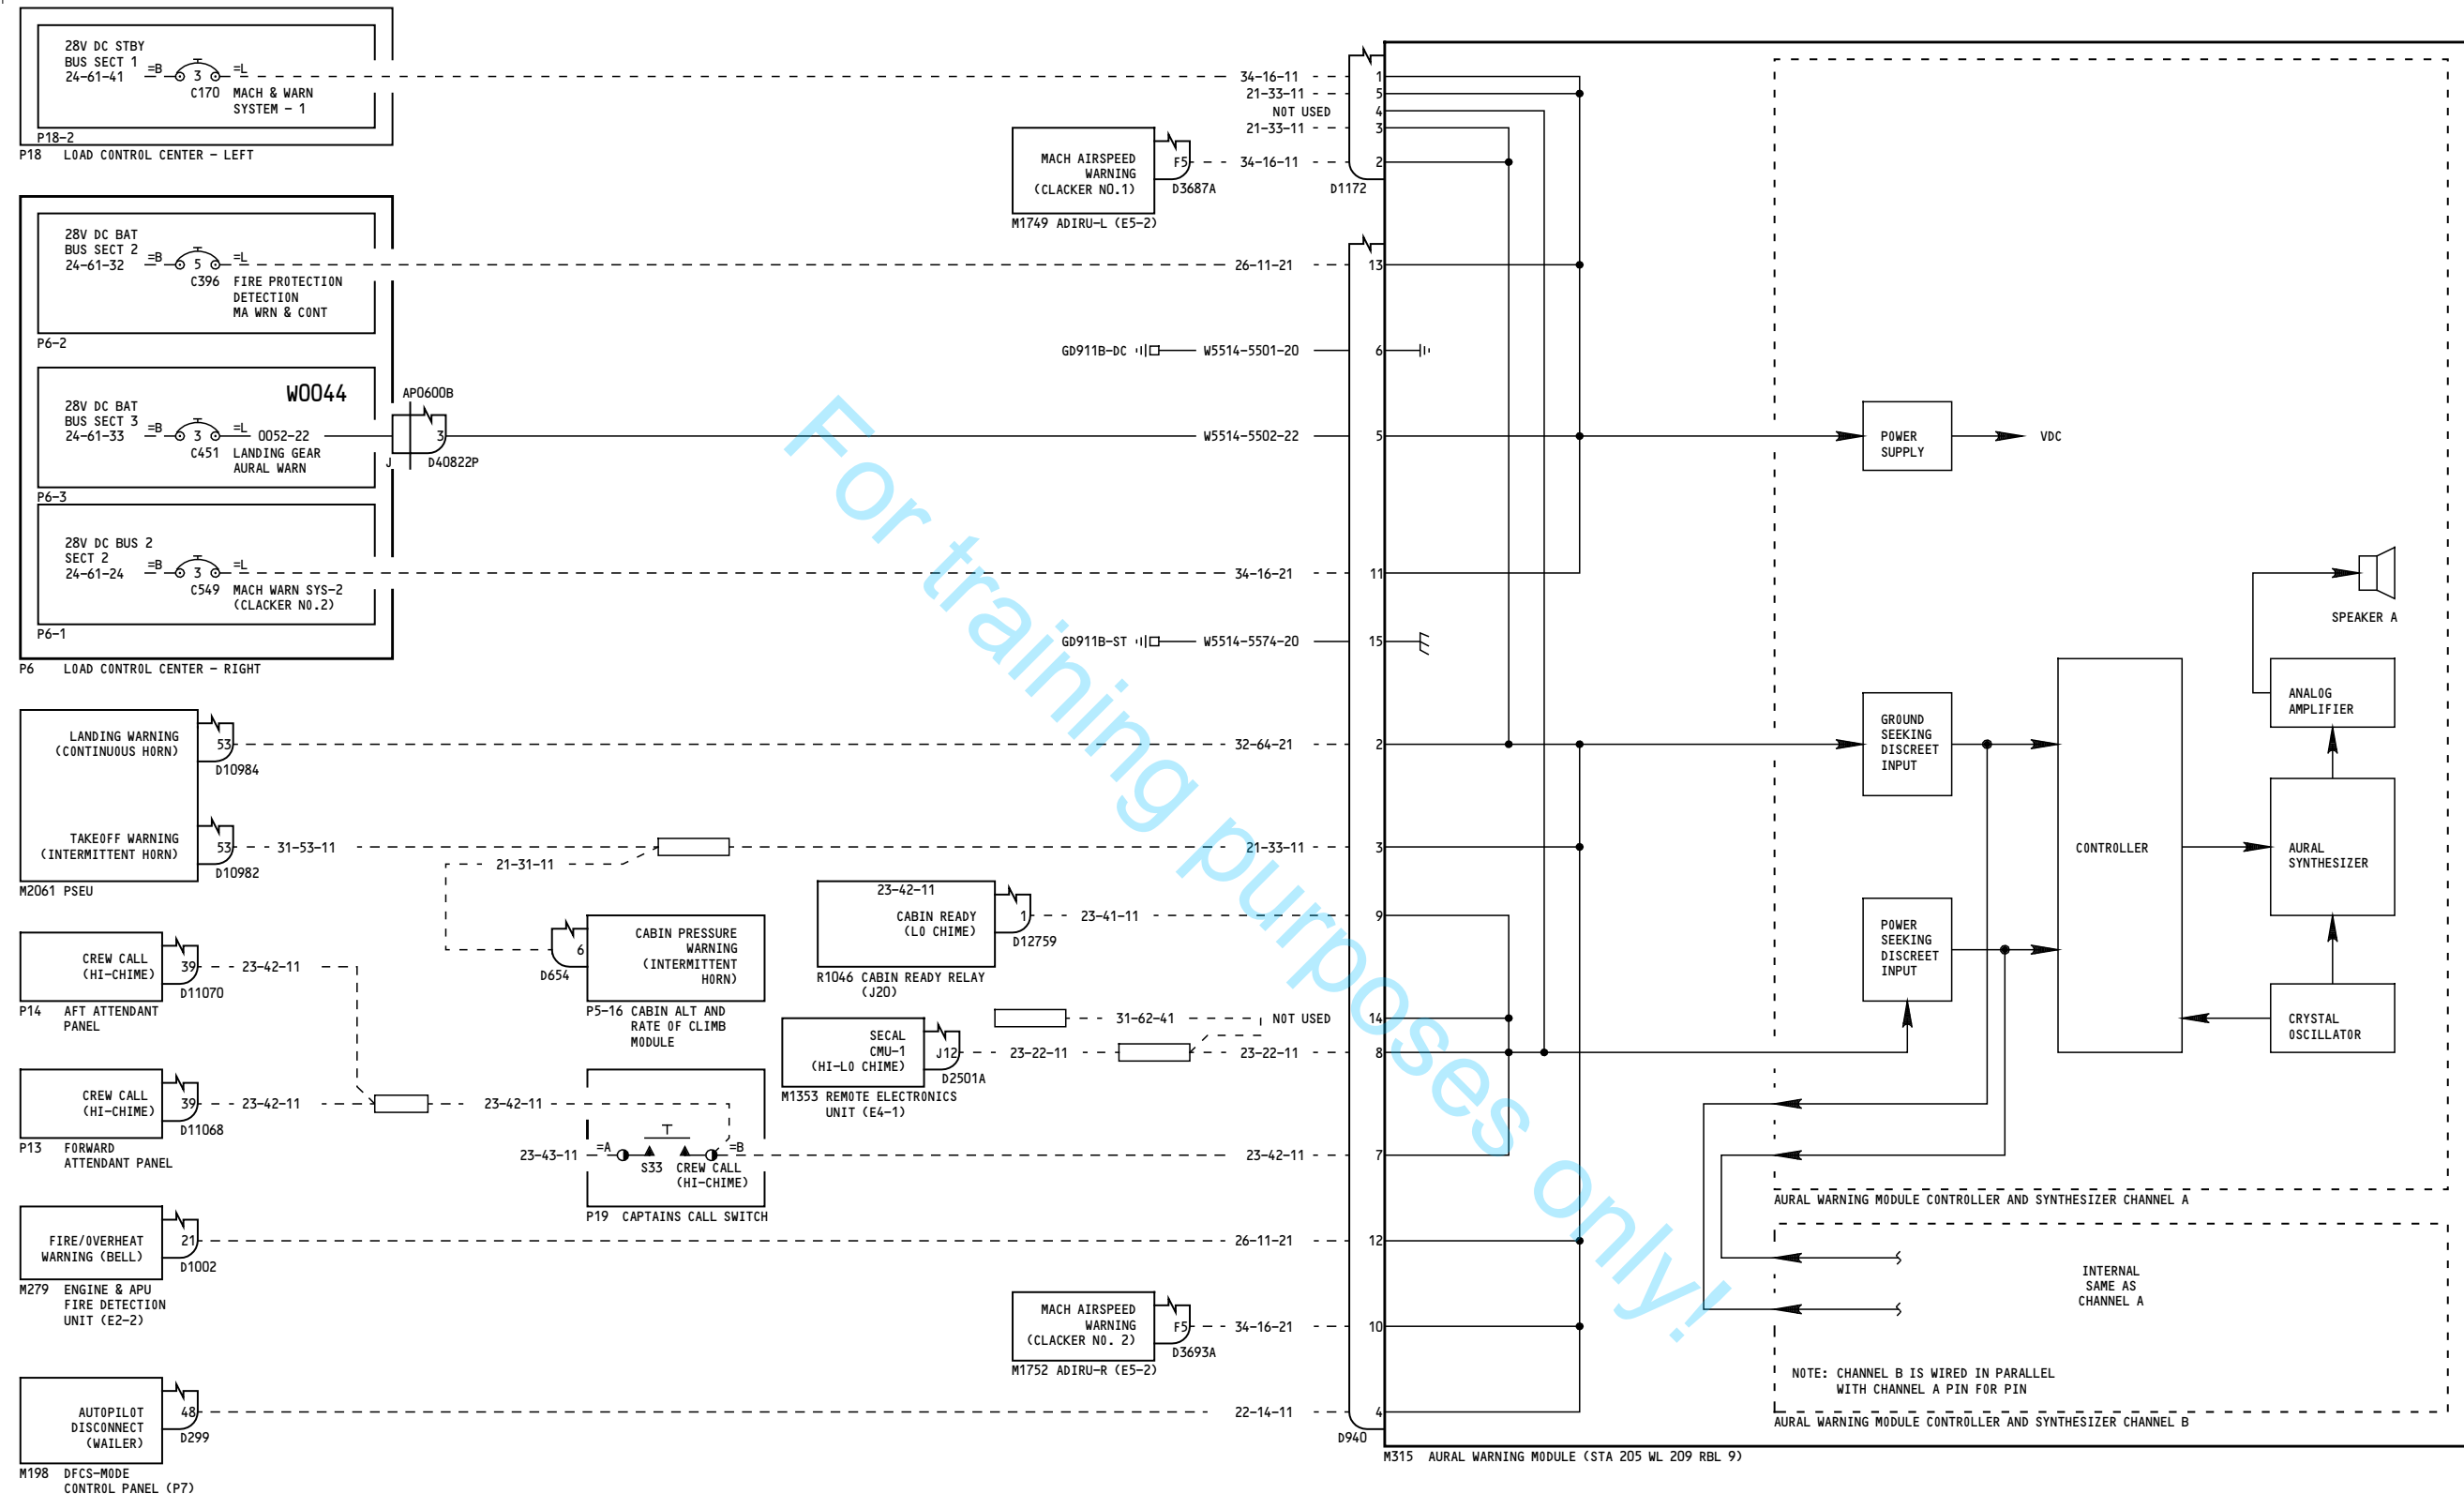 28V DC STBY
BUS SECT 1
24-61-41
=B
3
=L
C170
MACH & WARN
SYSTEM - 1
P18-2
P18 LOAD CONTROL CENTER - LEFT
28V DC BAT
BUS SECT 2
24-61-32
=B
5
=L
C396
FIRE PROTECTION
DETECTION
MA WRN & CONT
P6-2
W0044
28V DC BAT
BUS SECT 3
24-61-33
=B
3
=L
0052-22
C451
LANDING GEAR
AURAL WARN
P6-3
AP0600B
3
J
D40822P
28V DC BUS 2
SECT 2
24-61-24
=B
3
=L
C549
MACH WARN SYS-2
(CLACKER NO.2)
P6-1
P6 LOAD CONTROL CENTER - RIGHT
LANDING WARNING
(CONTINUOUS HORN)
53
D10984
TAKEOFF WARNING
(INTERMITTENT HORN)
53
D10982
M2061 PSEU
31-53-11
21-31-11
CREW CALL
(HI-CHIME)
39
D11070
P14 AFT ATTENDANT
PANEL
23-42-11
CREW CALL
(HI-CHIME)
39
D11068
P13 FORWARD
ATTENDANT PANEL
23-42-11
23-42-11
FIRE/OVERHEAT
WARNING (BELL)
21
D1002
M279 ENGINE & APU
FIRE DETECTION
UNIT (E2-2)
AUTOPILOT
DISCONNECT
(WAILER)
48
D299
M198 DFCS-MODE
CONTROL PANEL (P7)
6
D654
CABIN PRESSURE
WARNING
(INTERMITTENT
HORN)
P5-16 CABIN ALT AND
RATE OF CLIMB
MODULE
23-43-11
=A
S33
=B
CREW CALL
(HI-CHIME)
P19 CAPTAINS CALL SWITCH
23-42-11
CABIN READY
(LO CHIME)
1
D12759
R1046 CABIN READY RELAY
(J20)
23-41-11
SECAL
CMU-1
(HI-LO CHIME)
J12
D2501A
M1353 REMOTE ELECTRONICS
UNIT (E4-1)
31-62-41
NOT USED
23-22-11
23-22-11
MACH AIRSPEED
WARNING
(CLACKER NO.1)
F5
D3687A
M1749 ADIRU-L (E5-2)
34-16-11
21-33-11
NOT USED
21-33-11
34-16-11
1
5
4
3
2
D1172
26-11-21
13
GD911B-DC
W5514-5501-20
6
W5514-5502-22
5
34-16-21
11
GD911B-ST
W5514-5574-20
15
32-64-21
2
21-33-11
3
9
14
8
23-42-11
7
26-11-21
12
MACH AIRSPEED
WARNING
(CLACKER NO. 2)
F5
D3693A
M1752 ADIRU-R (E5-2)
34-16-21
10
22-14-11
4
D940
M315 AURAL WARNING MODULE (STA 205 WL 209 RBL 9)
POWER
SUPPLY
VDC
SPEAKER A
GROUND
SEEKING
DISCREET
INPUT
POWER
SEEKING
DISCREET
INPUT
CONTROLLER
ANALOG
AMPLIFIER
AURAL
SYNTHESIZER
CRYSTAL
OSCILLATOR
AURAL WARNING MODULE CONTROLLER AND SYNTHESIZER CHANNEL A
INTERNAL
SAME AS
CHANNEL A
NOTE: CHANNEL B IS WIRED IN PARALLEL
WITH CHANNEL A PIN FOR PIN
AURAL WARNING MODULE CONTROLLER AND SYNTHESIZER CHANNEL B
For training purposes only!